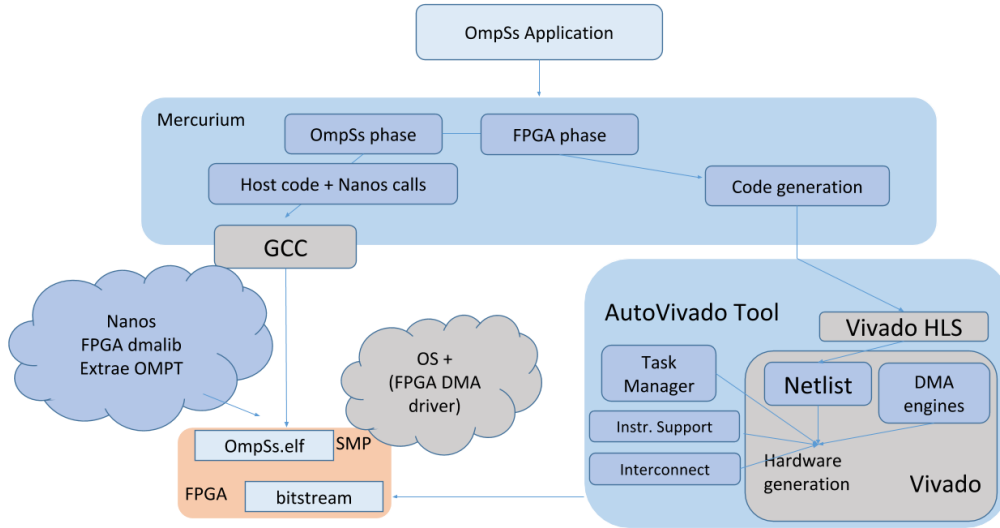 OmpSs Application
Mercurium
OmpSs phase
FPGA phase
Host code + Nanos calls
Code generation
GCC
Nanos
FPGA dmalib
Extrae OMPT
OS +
(FPGA DMA
driver)
AutoVivado Tool
Vivado HLS
Task
Manager
Netlist
DMA
engines
Instr. Support
Interconnect
Hardware
generation
Vivado
OmpSs.elf
SMP
FPGA
bitstream